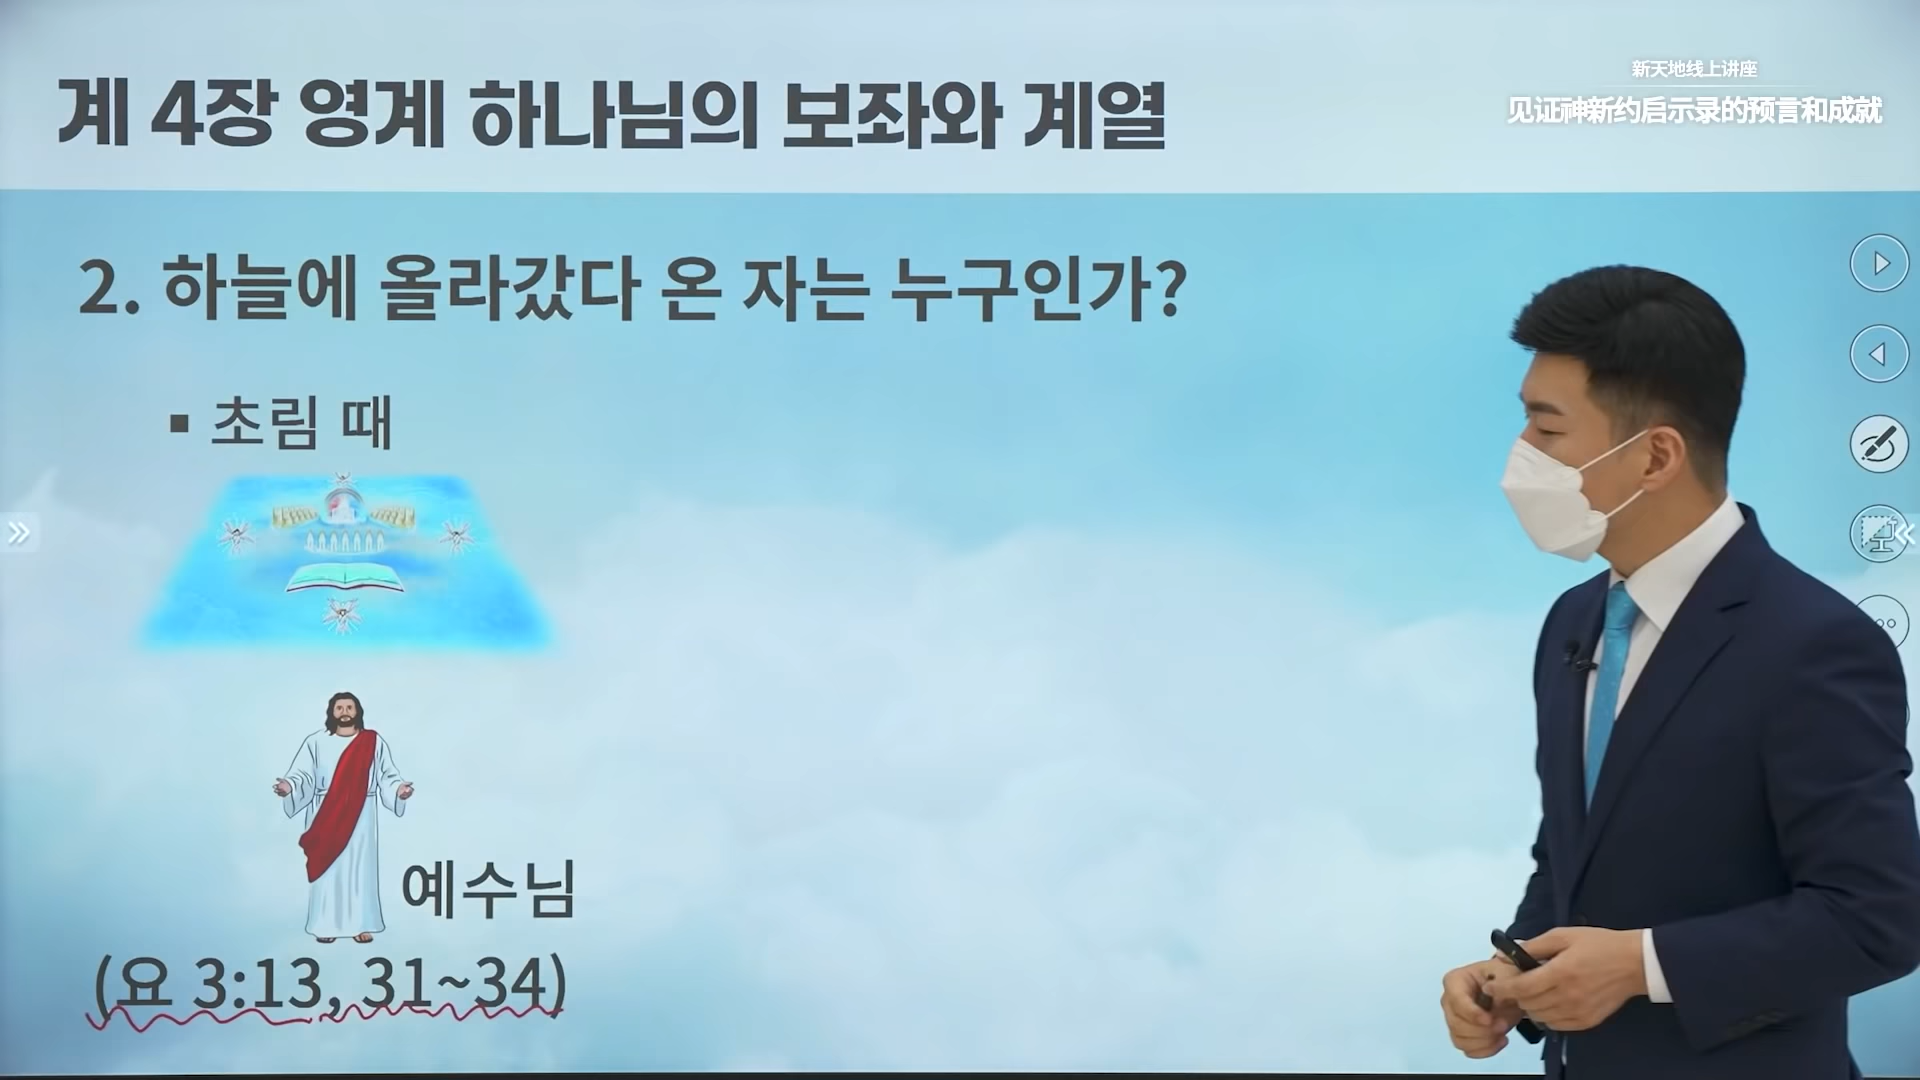 계 4장 영계 하나님의 보좌와 계열
新天地线上讲座
见证神新约启示录的预言和成就
2. 하늘에 올라갔다 온 자는 누구인가?
▪ 초림 때
예수님
(요 3:13, 31~34)